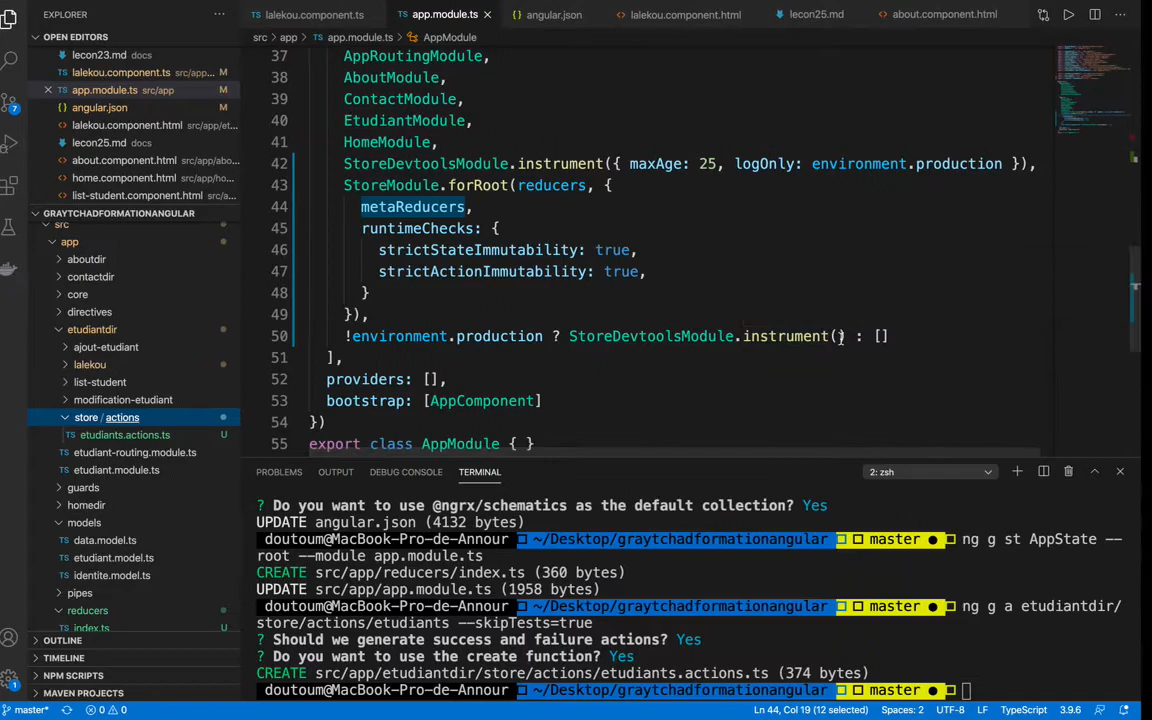 EXPLORER
···
lalekou.component.ts
app.module.ts
angular.json
lalekou.component.html
lecon25.md
about.component.html
···
src > app > app.module.ts > AppModule
OPEN EDITORS
lecon23.md docs
lalekou.component.ts src/app/... M
app.module.ts src/app M
angular.json M
lalekou.component.html src/app/et...
lecon25.md docs
about.component.html src/app/abo...
home.component.html src/app/ho...
list-student.component.html src/ap...
GRAYTCHADFORMATIONANGULAR
src
app
aboutdir
contactdir
core
directives
etudiantdir
ajout-etudiant
lalekou
list-student
modification-etudiant
store / actions
etudiants.actions.ts U
etudiant-routing.module.ts
etudiant.module.ts
guards
homedir
models
data.model.ts
etudiant.model.ts
identite.model.ts
pipes
reducers
index.ts U
OUTLINE
TIMELINE
NPM SCRIPTS
MAVEN PROJECTS
7
1
37 AppRoutingModule,
38 AboutModule,
39 ContactModule,
40 EtudiantModule,
41 HomeModule,
42 StoreDevtoolsModule.instrument({ maxAge: 25, logOnly: environment.production }),
43 StoreModule.forRoot(reducers, {
44 metaReducers,
45 runtimeChecks: {
46 strictStateImmutability: true,
47 strictActionImmutability: true,
48 }
49 }),
50 !environment.production ? StoreDevtoolsModule.instrument() : []
51 ],
52 providers: [],
53 bootstrap: [AppComponent]
54 })
55 export class AppModule { }
PROBLEMS OUTPUT DEBUG CONSOLE TERMINAL 2: zsh
? Do you want to use @ngrx/schematics as the default collection? Yes
UPDATE angular.json (4132 bytes)
doutoum@MacBook-Pro-de-Annour ~/Desktop/graytchadformationangular master ● ng g st AppState --
root --module app.module.ts
CREATE src/app/reducers/index.ts (360 bytes)
UPDATE src/app/app.module.ts (1958 bytes)
doutoum@MacBook-Pro-de-Annour ~/Desktop/graytchadformationangular master ● ng g a etudiantdir/
store/actions/etudiants --skipTests=true
? Should we generate success and failure actions? Yes
? Do you want to use the create function? Yes
CREATE src/app/etudiantdir/store/actions/etudiants.actions.ts (374 bytes)
doutoum@MacBook-Pro-de-Annour ~/Desktop/graytchadformationangular master ●
master* 0 0 Ln 44, Col 19 (12 selected) Spaces: 2 UTF-8 LF TypeScript 3.9.6